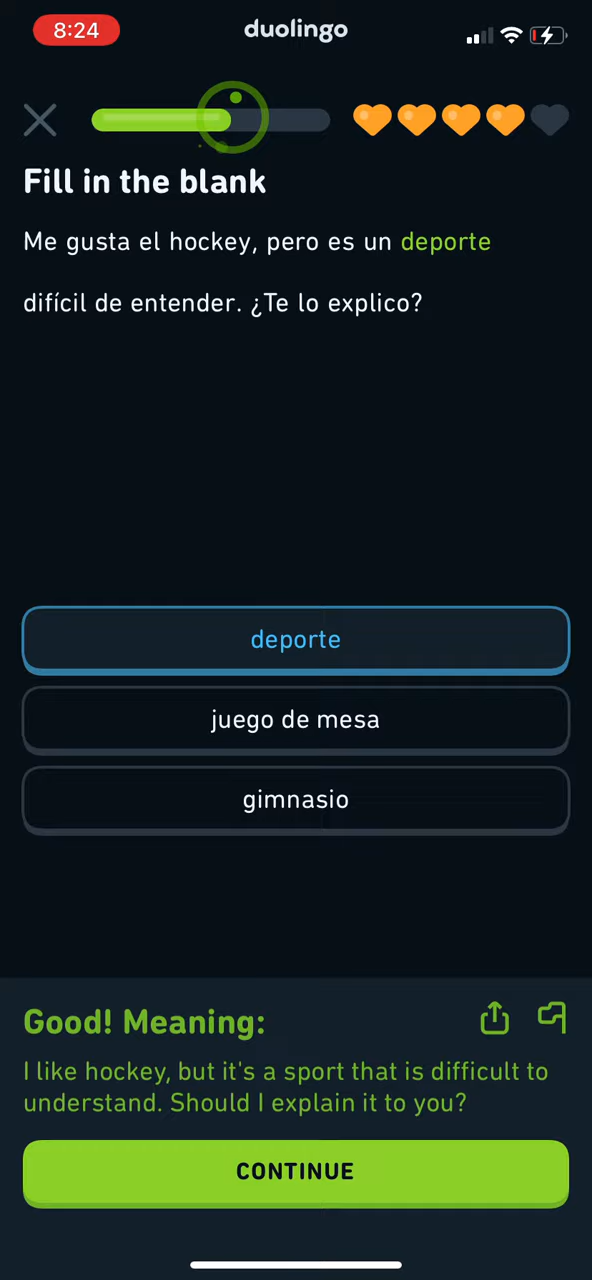 8:24
duolingo
Fill in the blank
Me gusta el hockey, pero es un deporte
difícil de entender. ¿Te lo explico?
deporte
juego de mesa
gimnasio
Good! Meaning:
I like hockey, but it's a sport that is difficult to
understand. Should I explain it to you?
CONTINUE